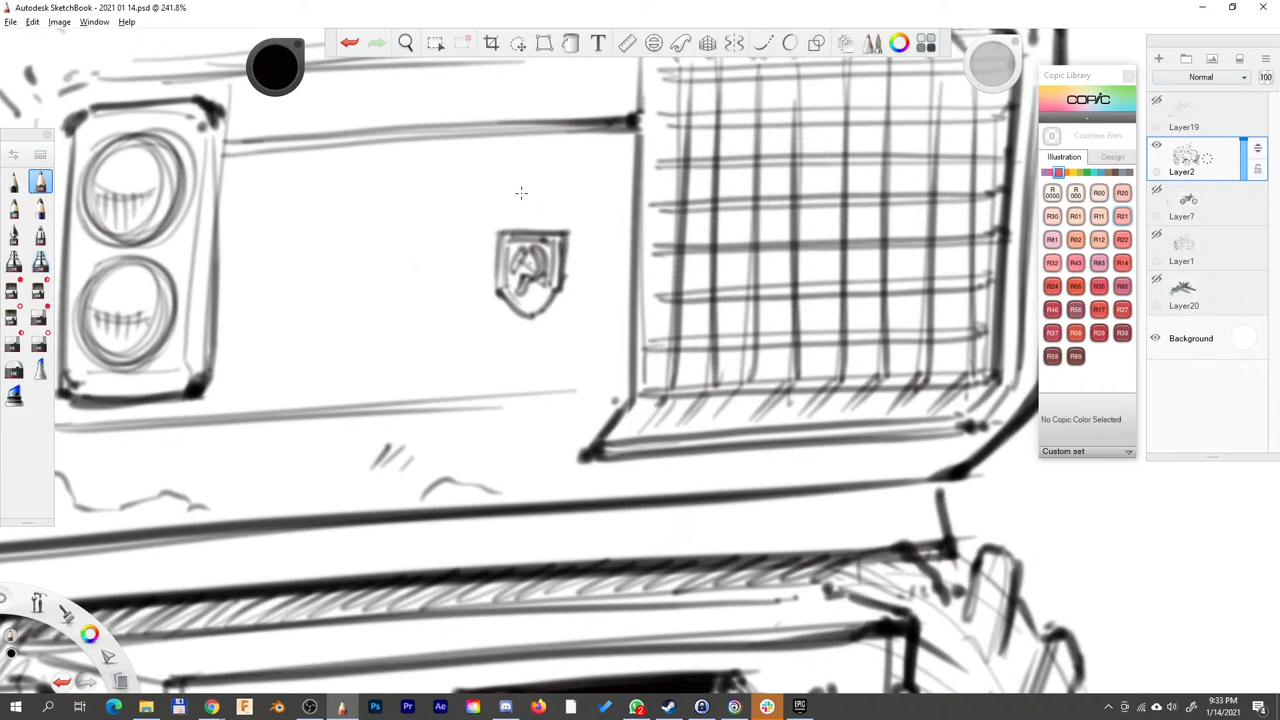 Autodesk SketchBook - 2021 01 14.psd @ 241.8%
File Edit Image Window Help
Copic Library
COPIC
0 Colorless Blen..
Illustration Design
R0000 R000 R00 R20
R30 R01 R11 R21
R81 R02 R12 R22
R32 R43 R83 R14
R24 R05 R35 R85
R46 R56 R17 R27
R37 R08 R29 R39
R59 R89
No Copic Color Selected
Custom set
Normal 100
Layer19
Layer2
Layer7
Layer1
Layer20
Background
9:33 PM
1/14/2021